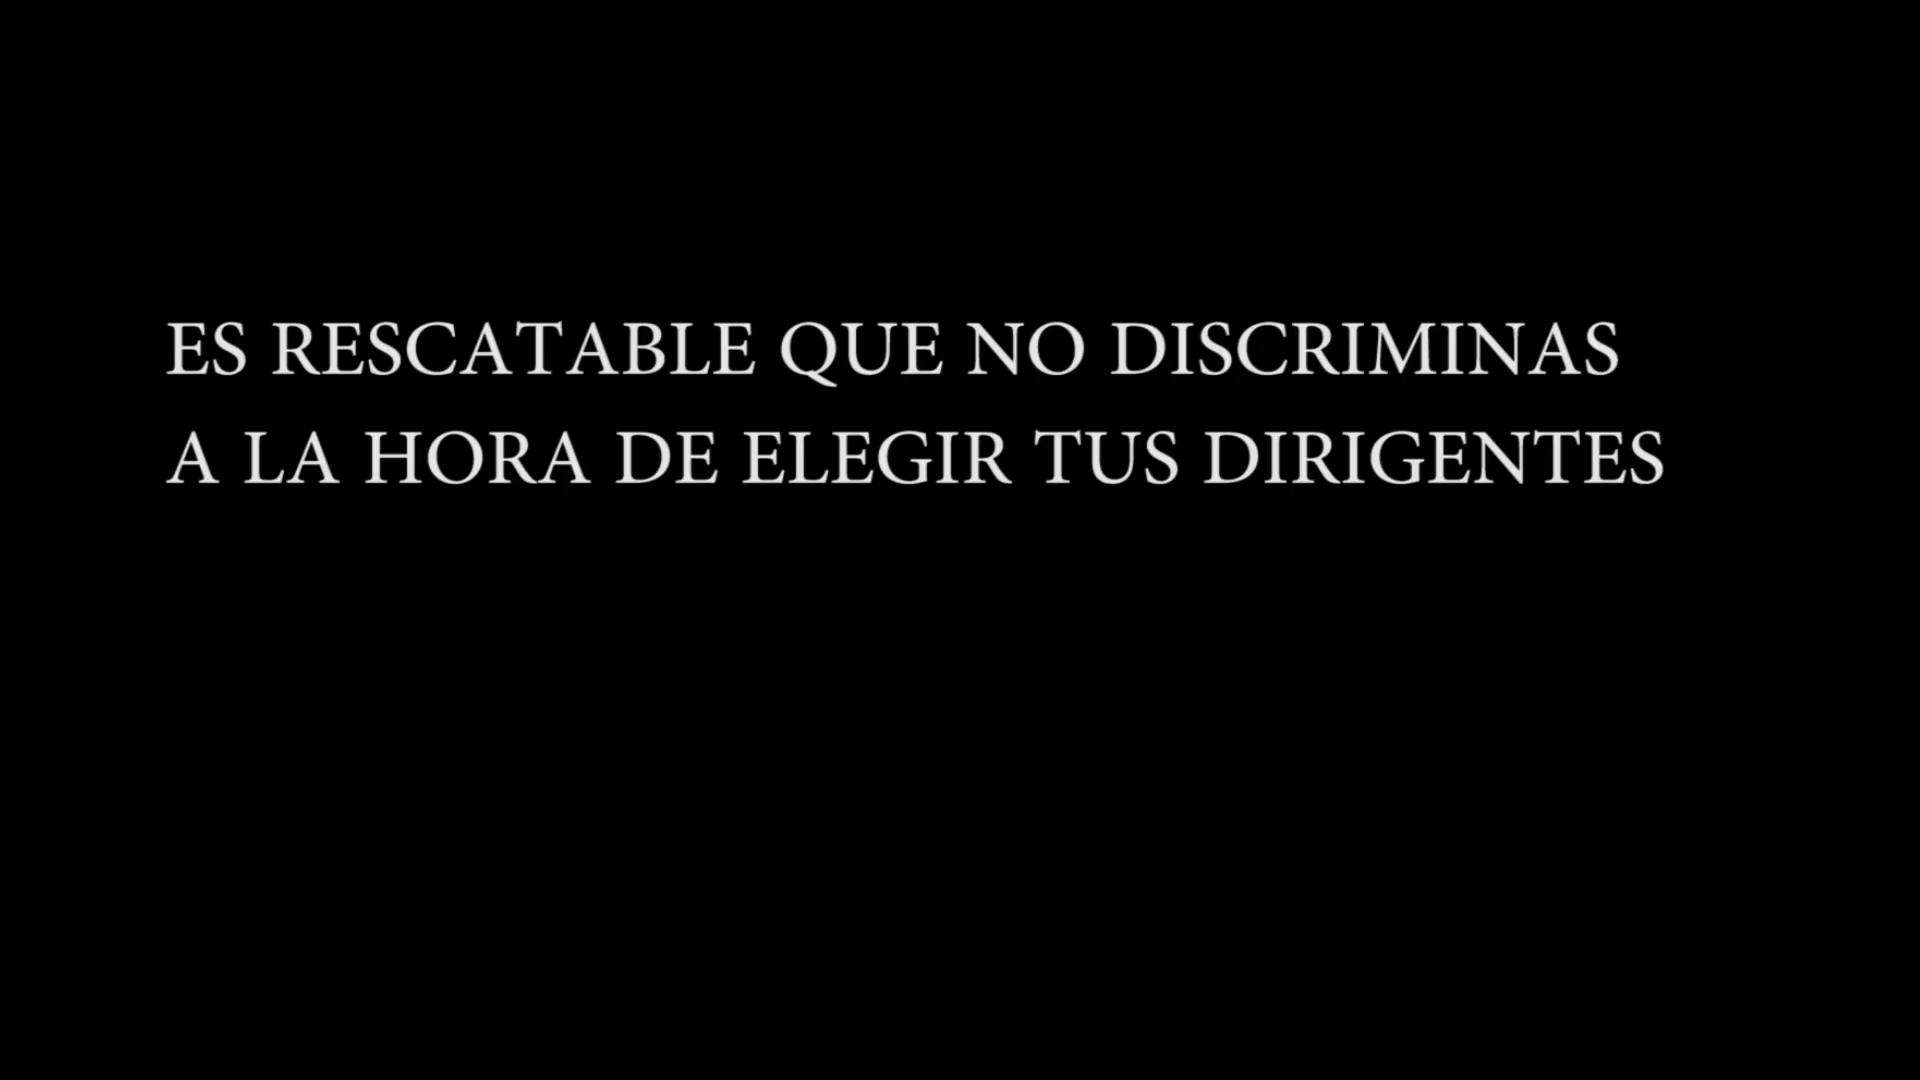 ES RESCATABLE QUE NO DISCRIMINAS
A LA HORA DE ELEGIR TUS DIRIGENTES